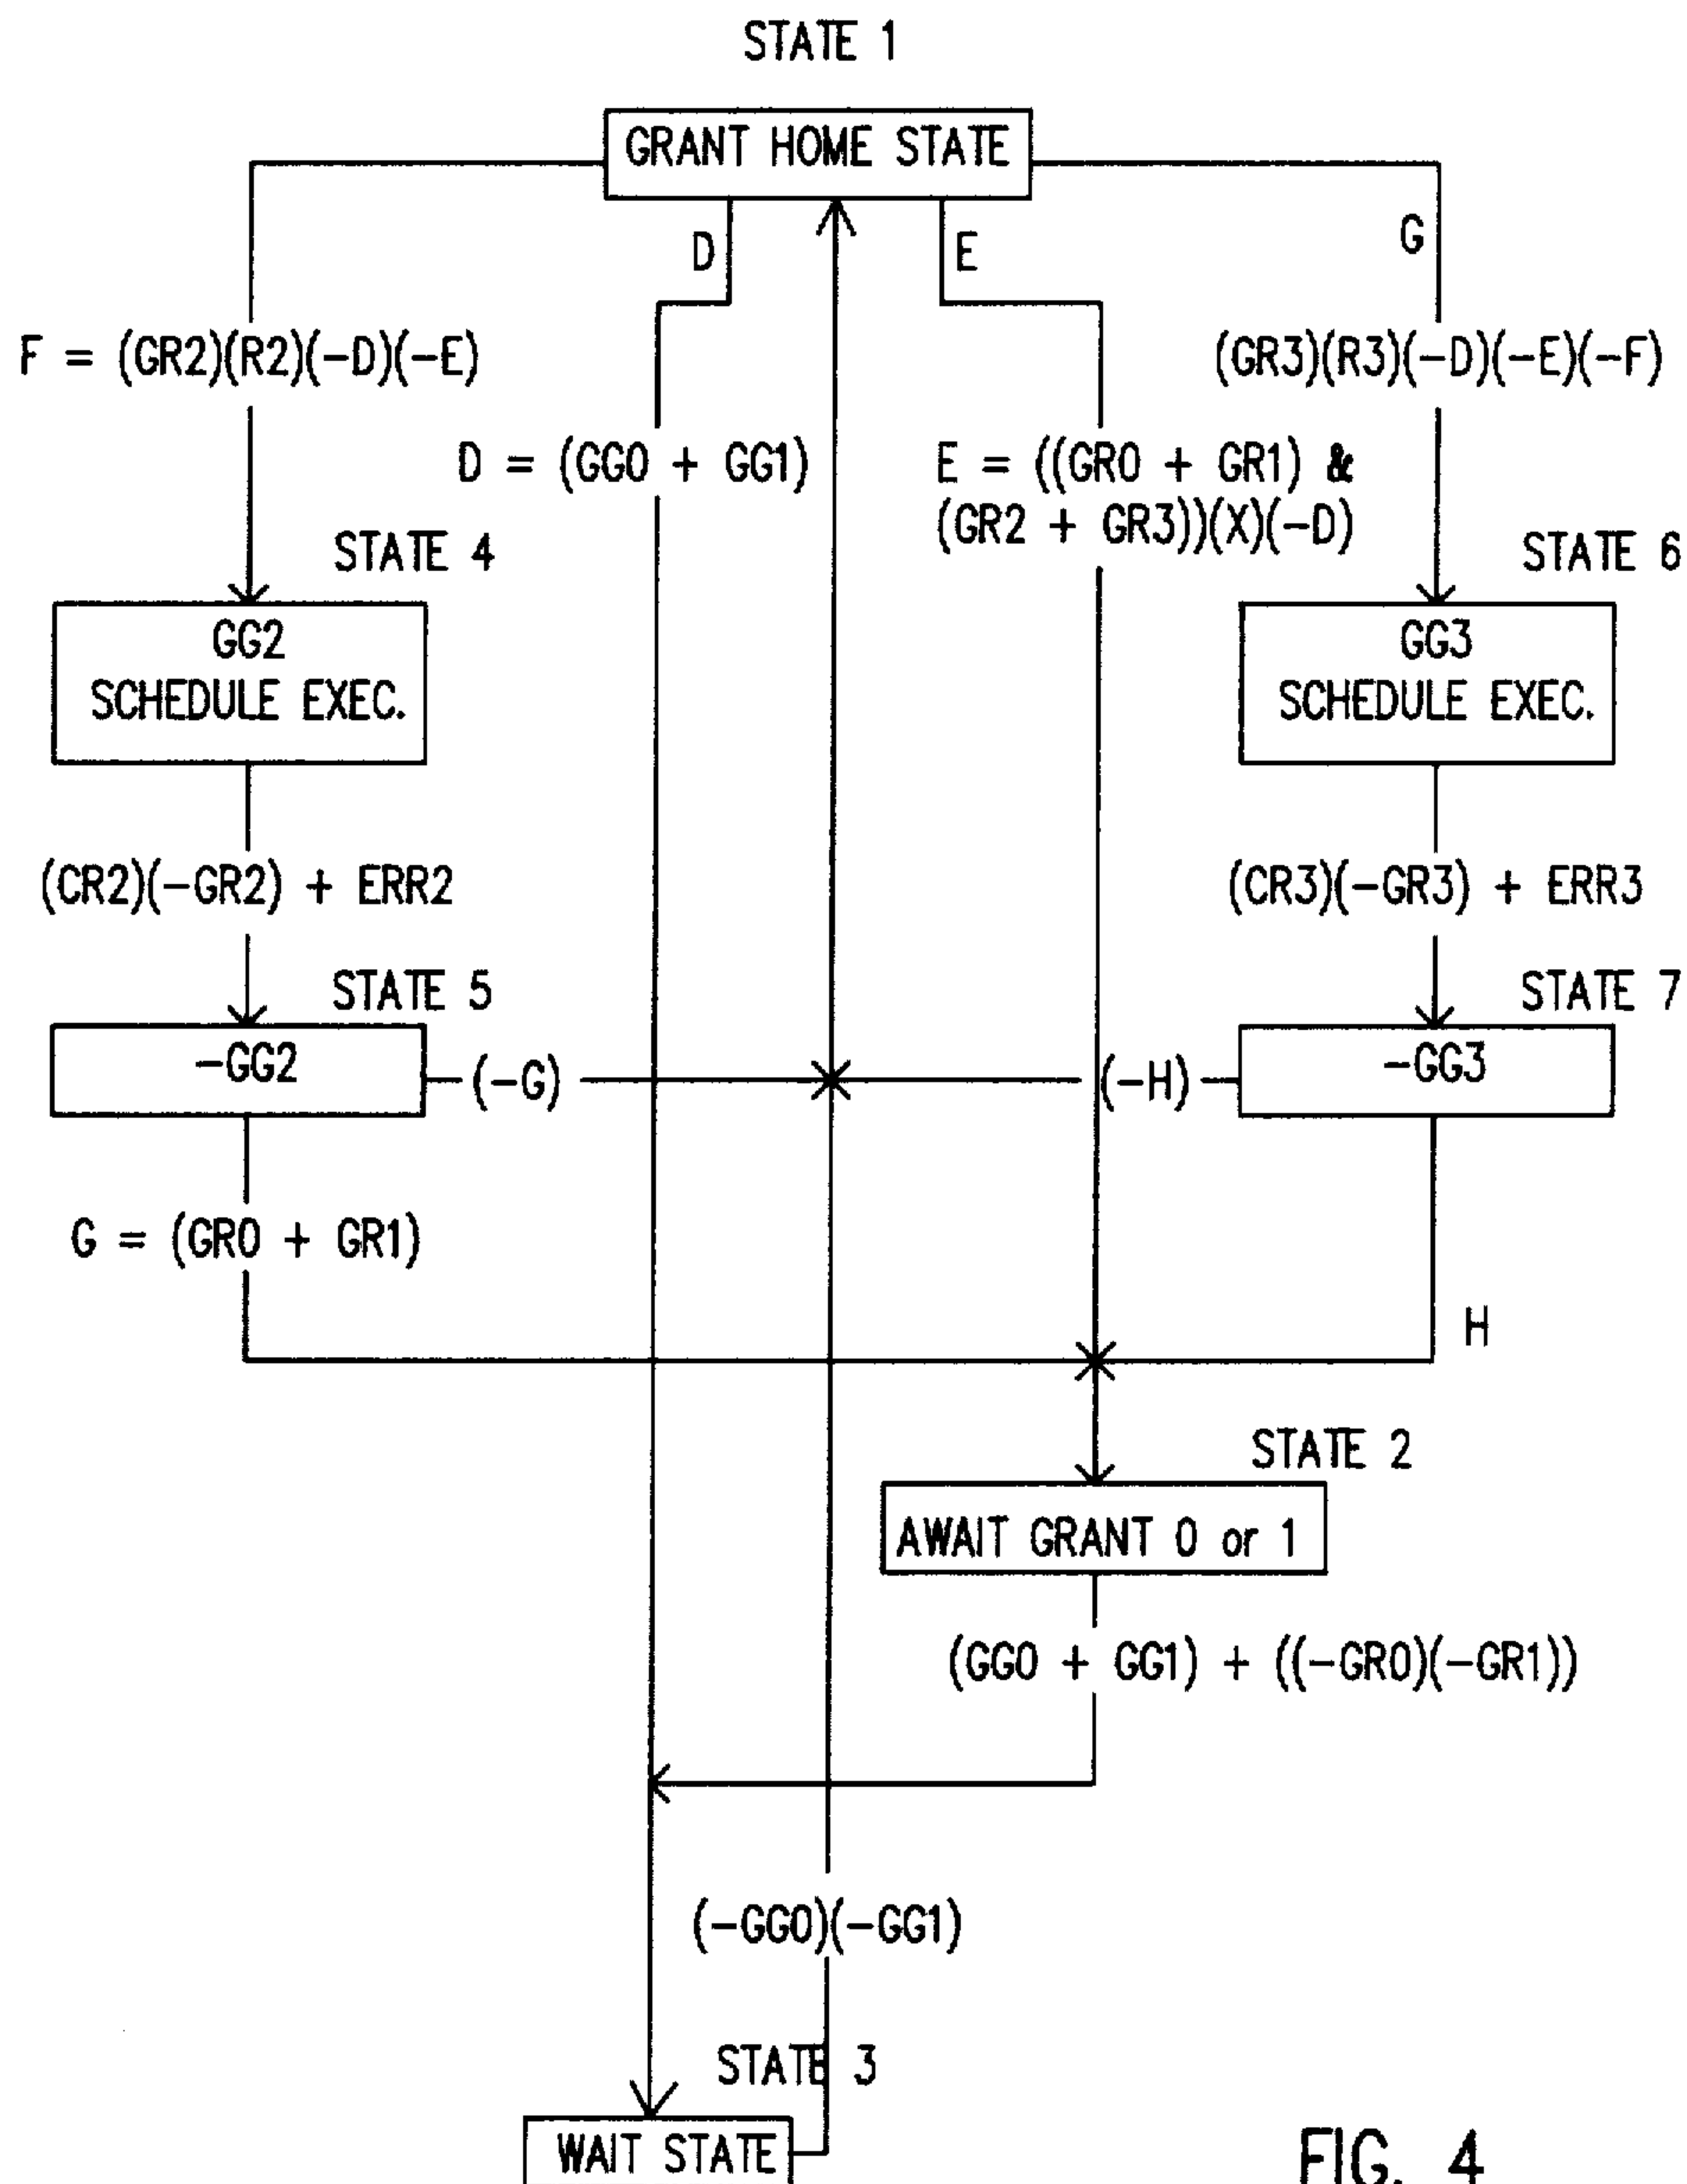 STATE 1
GRANT HOME STATE
D
E
G
F = (GR2)(R2)(-D)(-E)
(GR3)(R3)(-D)(-E)(-F)
D = (GG0 + GG1)
E = ((GR0 + GR1) &
(GR2 + GR3))(X)(-D)
STATE 4
STATE 6
GG2
SCHEDULE EXEC.
GG3
SCHEDULE EXEC.
(CR2)(-GR2) + ERR2
(CR3)(-GR3) + ERR3
STATE 5
STATE 7
-GG2
(-G)
(-H)
-GG3
G = (GR0 + GR1)
H
STATE 2
AWAIT GRANT 0 or 1
(GG0 + GG1) + ((-GR0)(-GR1))
(-GG0)(-GG1)
STATE 3
WAIT STATE
FIG. 4